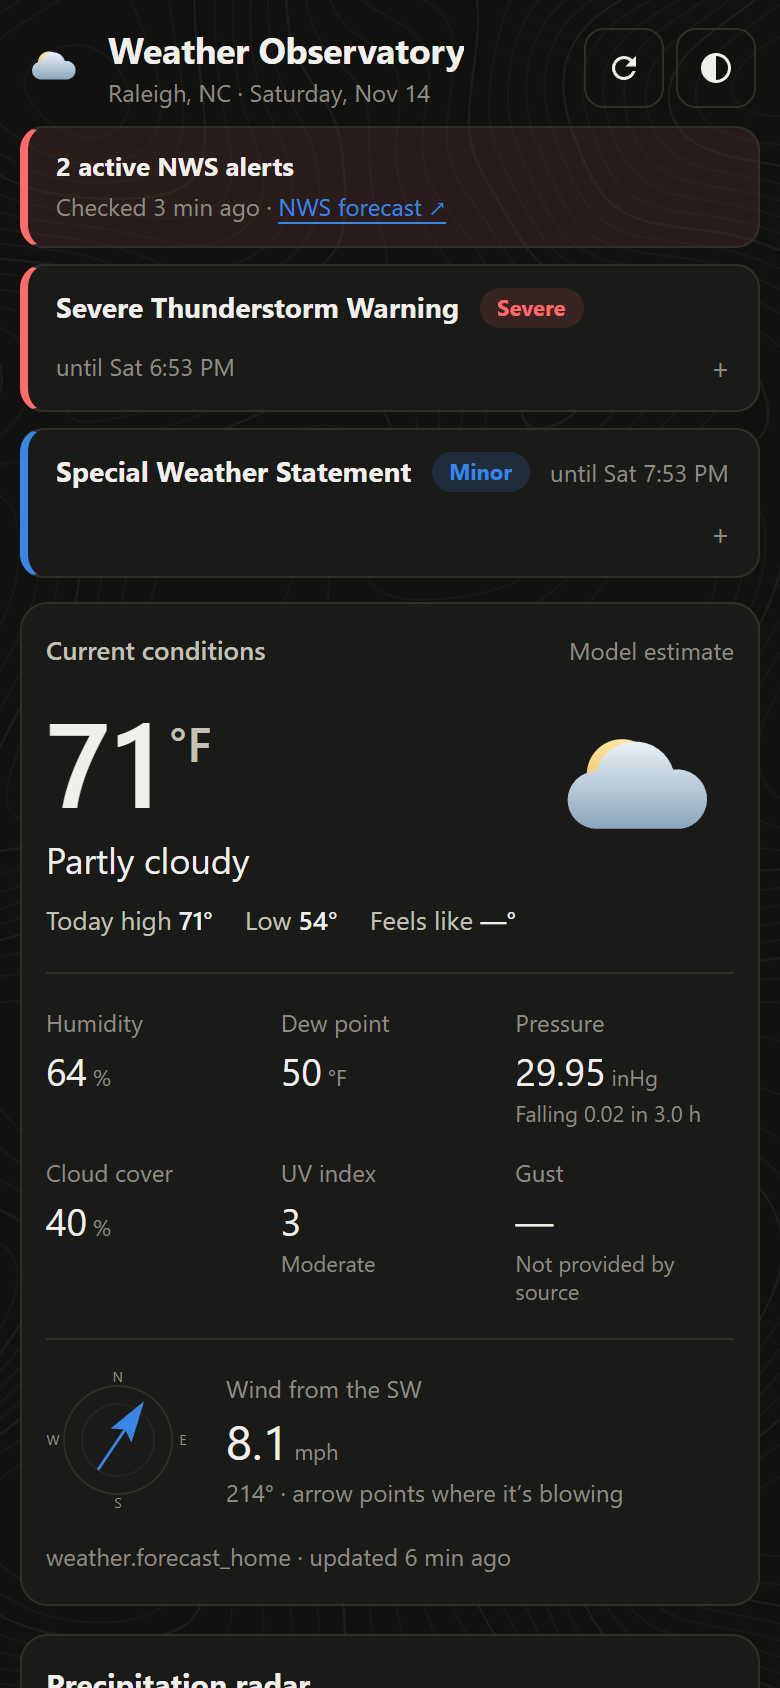 Weather Observatory
Raleigh, NC · Saturday, Nov 14
2 active NWS alerts
Checked 3 min ago · NWS forecast ↗
Severe Thunderstorm Warning Severe
until Sat 6:53 PM +
Special Weather Statement Minor until Sat 7:53 PM
+
Current conditions Model estimate
71 °F
Partly cloudy
Today high 71° Low 54° Feels like —°
Humidity Dew point Pressure
64 % 50 °F 29.95 inHg
Falling 0.02 in 3.0 h
Cloud cover UV index Gust
40 % 3 —
Moderate Not provided by
source
N
Wind from the SW
W E
8.1 mph
S
214° · arrow points where it's blowing
weather.forecast_home · updated 6 min ago
Precipitation radar